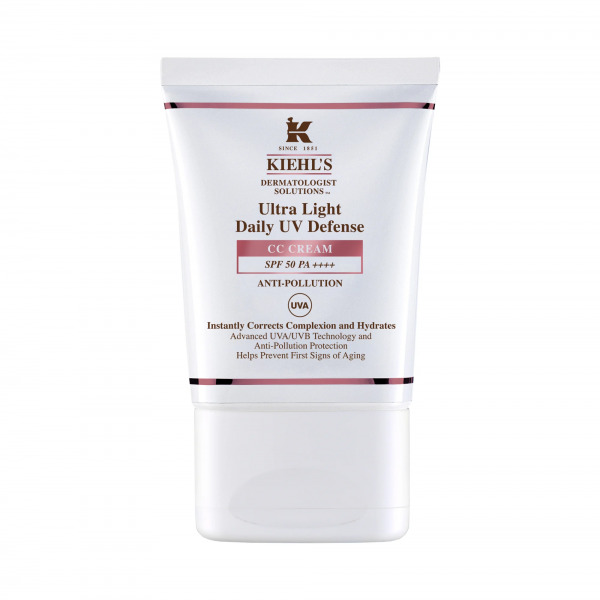 K
SINCE 1851
KIEHL'S
DERMATOLOGIST
SOLUTIONS™
Ultra Light
Daily UV Defense
CC CREAM
SPF 50 PA ++++
ANTI-POLLUTION
UVA
Instantly Corrects Complexion and Hydrates
Advanced UVA/UVB Technology and
Anti-Pollution Protection
Helps Prevent First Signs of Aging